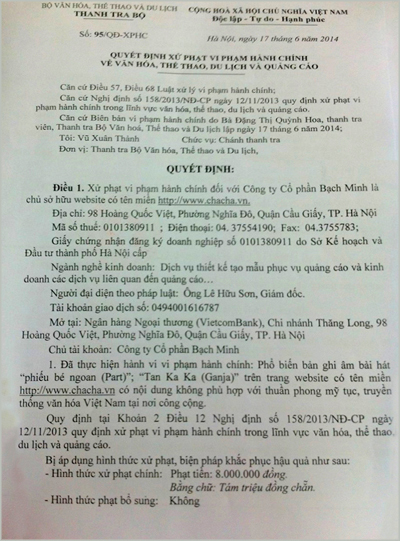 BỘ VĂN HÓA, THỂ THAO VÀ DU LỊCH
THANH TRA BỘ
CỘNG HOÀ XÃ HỘI CHỦ NGHĨA VIỆT NAM
Độc lập - Tự do - Hạnh phúc
Số: 95/QĐ-XPHC
Hà Nội, ngày 17 tháng 6 năm 2014
QUYẾT ĐỊNH XỬ PHẠT VI PHẠM HÀNH CHÍNH
VỀ VĂN HÓA, THỂ THAO, DU LỊCH VÀ QUẢNG CÁO
Căn cứ Điều 57, Điều 68 Luật xử lý vi phạm hành chính;
Căn cứ Nghị định số 158/2013/NĐ-CP ngày 12/11/2013 quy định xử phạt vi
phạm hành chính trong lĩnh vực văn hóa, thể thao, du lịch và quảng cáo.
Căn cứ Biên bản vi phạm hành chính do Bà Đặng Thị Quỳnh Hoa, thanh tra
viên, Thanh tra Bộ Văn hoá, Thể thao và Du lịch lập ngày 17 tháng 6 năm 2014;
Tôi: Vũ Xuân Thành Chức vụ: Chánh thanh tra
Đơn vị: Thanh tra Bộ Văn hóa, Thể thao và Du lịch,
QUYẾT ĐỊNH:
Điều 1. Xử phạt vi phạm hành chính đối với Công ty Cổ phần Bạch Minh là
chủ sở hữu website có tên miền http://www.chacha.vn.
Địa chỉ: 98 Hoàng Quốc Việt, Phường Nghĩa Đô, Quận Cầu Giấy, TP. Hà Nội
Mã số thuế: 0101380911 ; Điện thoại: 04. 37554190; Fax: 04.3755783;
Giấy chứng nhận đăng ký doanh nghiệp số 0101380911 do Sở Kế hoạch và
Đầu tư thành phố Hà Nội cấp
Ngành nghề kinh doanh: Dịch vụ thiết kế tạo mẫu phục vụ quảng cáo và kinh
doanh các dịch vụ liên quan đến quảng cáo…
Người đại diện theo pháp luật: Ông Lê Hữu Sơn, Giám đốc.
Tài khoản giao dịch số: 0494001616787
Mở tại: Ngân hàng Ngoại thương (VietcomBank), Chi nhánh Thăng Long, 98
Hoàng Quốc Việt, Phường Nghĩa Đô, Quận Cầu Giấy, TP. Hà Nội.
Chủ tài khoản: Công ty Cổ phần Bạch Minh
1. Đã thực hiện hành vi vi phạm hành chính: Phổ biến bản ghi âm bài hát
“phiếu bé ngoan (Part)”; “Tan Ka Ka (Ganja)” trên trang website có tên miền
http://www.chacha.vn có nội dung không phù hợp với thuần phong mỹ tục, truyền
thống văn hóa Việt Nam tại nơi công cộng.
Quy định tại Khoản 2 Điều 12 Nghị định số 158/2013/NĐ-CP ngày
12/11/2013 quy định xử phạt vi phạm hành chính trong lĩnh vực văn hóa, thể thao,
du lịch và quảng cáo.
Bị áp dụng hình thức xử phạt, biện pháp khắc phục hậu quả như sau:
- Hình thức xử phạt chính: Phạt tiền: 8.000.000 đồng.
Bằng chữ: Tám triệu đồng chẵn.
- Hình thức phạt bổ sung: Không